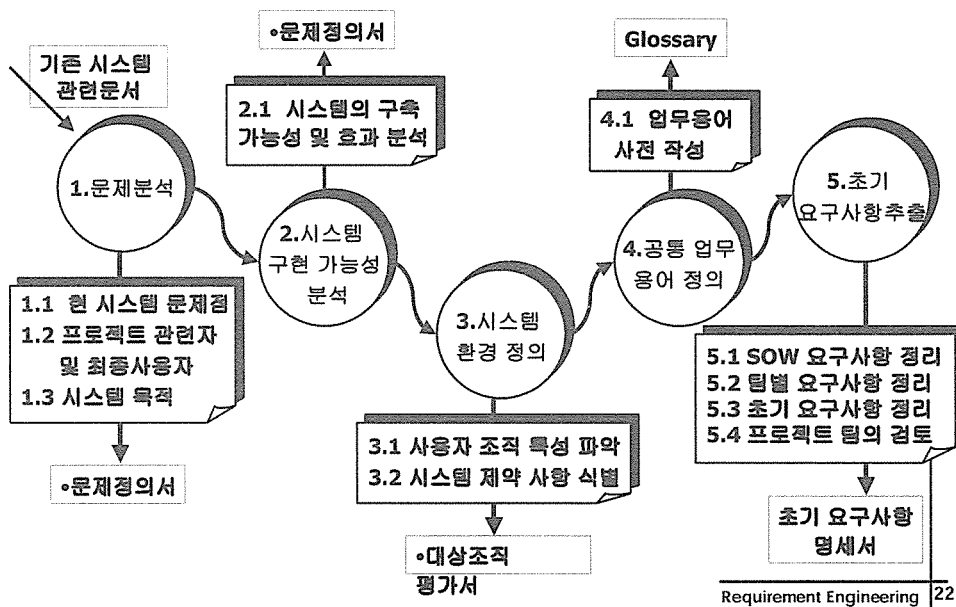 기존 시스템
관련문서
•문제정의서
Glossary
2.1 시스템의 구축
가능성 및 효과 분석
4.1 업무용어
사전 작성
1.문제분석
2.시스템
구현 가능성
분석
3.시스템
환경 정의
4.공통 업무
용어 정의
5.초기
요구사항추출
1.1 현 시스템 문제점
1.2 프로젝트 관련자
및 최종사용자
1.3 시스템 목적
•문제정의서
3.1 사용자 조직 특성 파악
3.2 시스템 제약 사항 식별
•대상조직
평가서
5.1 SOW 요구사항 정리
5.2 팀별 요구사항 정리
5.3 초기 요구사항 정리
5.4 프로젝트 팀의 검토
초기 요구사항
명세서
Requirement Engineering 22